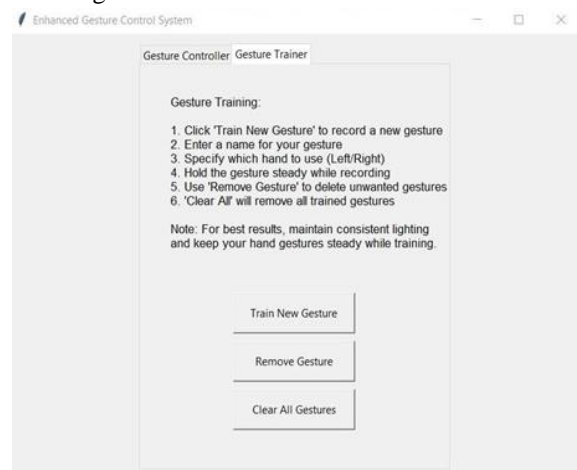 Enhanced Gesture Control System
Gesture Controller Gesture Trainer
Gesture Training:
1. Click 'Train New Gesture' to record a new gesture
2. Enter a name for your gesture
3. Specify which hand to use (Left/Right)
4. Hold the gesture steady while recording
5. Use 'Remove Gesture' to delete unwanted gestures
6. 'Clear All' will remove all trained gestures
Note: For best results, maintain consistent lighting
and keep your hand gestures steady while training.
Train New Gesture
Remove Gesture
Clear All Gestures